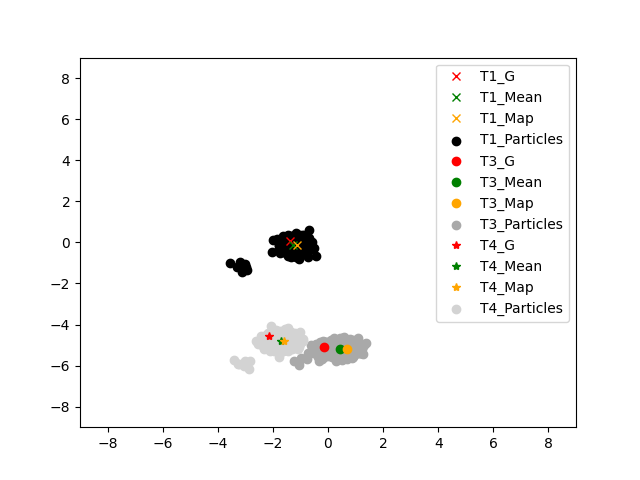 8
6
4
2
0
−2
−4
−6
−8
−8 −6 −4 −2 0 2 4 6 8
T1_G
T1_Mean
T1_Map
T1_Particles
T3_G
T3_Mean
T3_Map
T3_Particles
T4_G
T4_Mean
T4_Map
T4_Particles